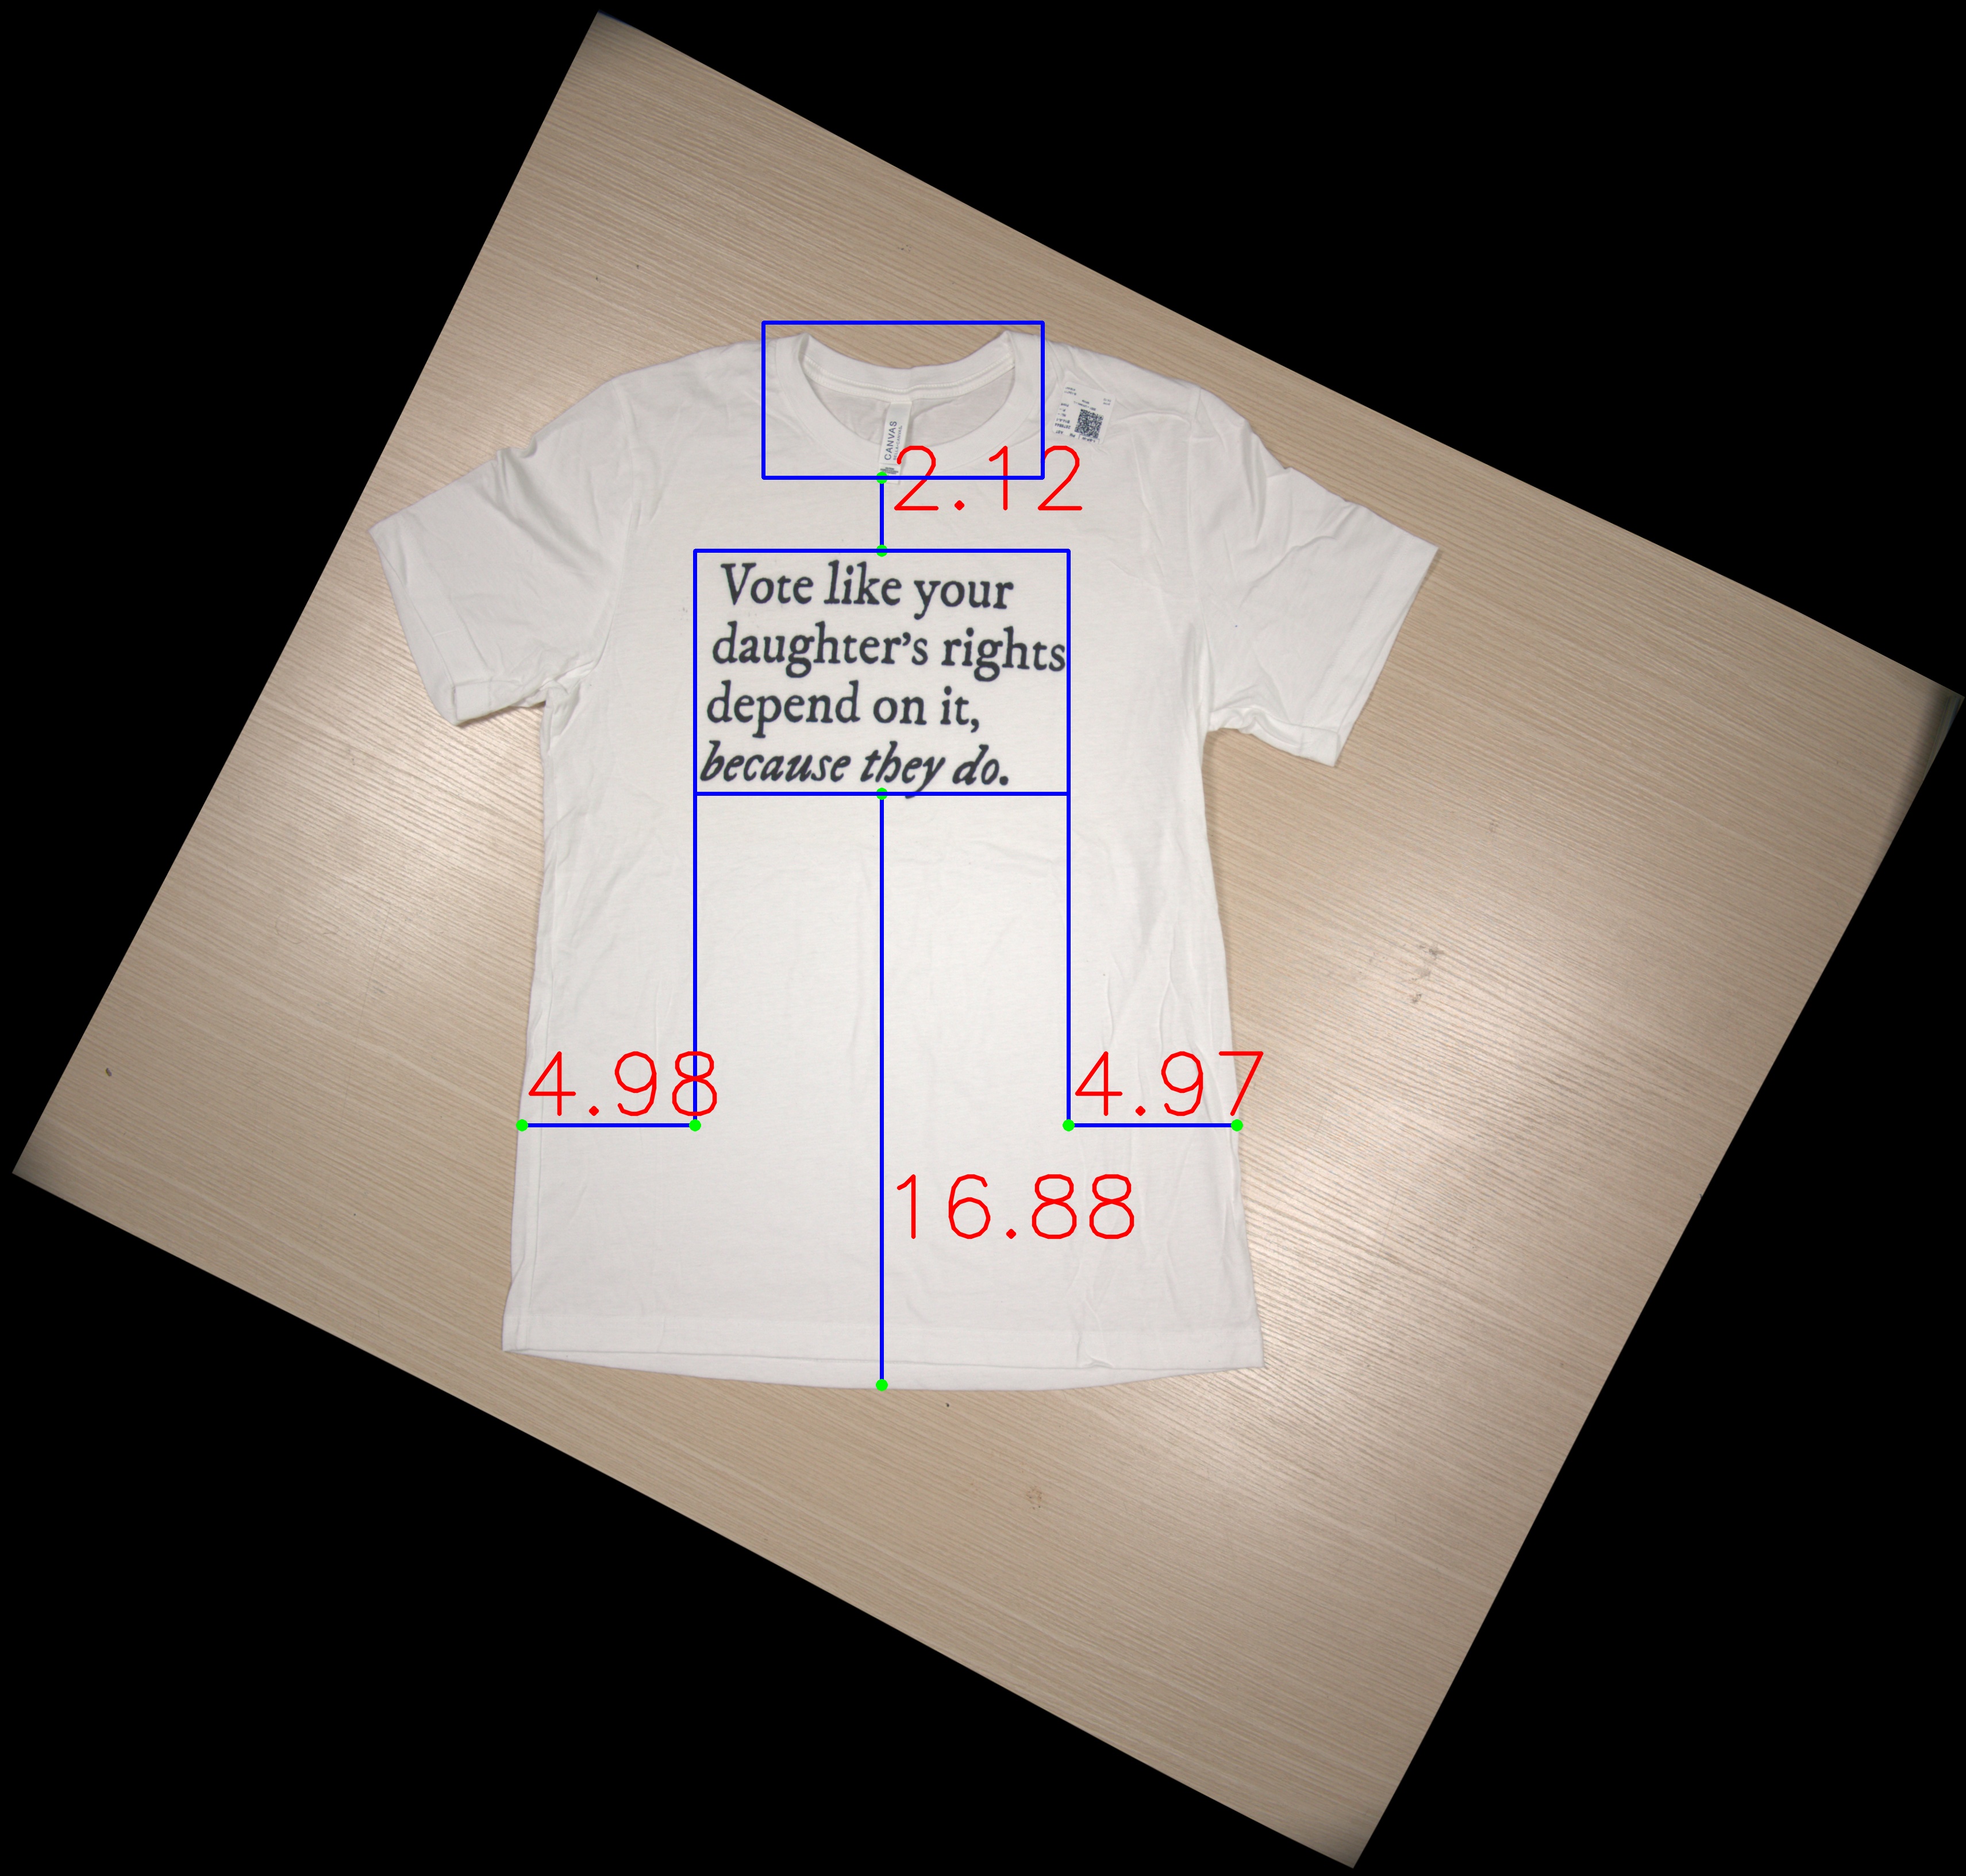 CANVAS
2.12
Vote like your
daughter's rights
depend on it,
because they do.
4.98
4.97
16.88